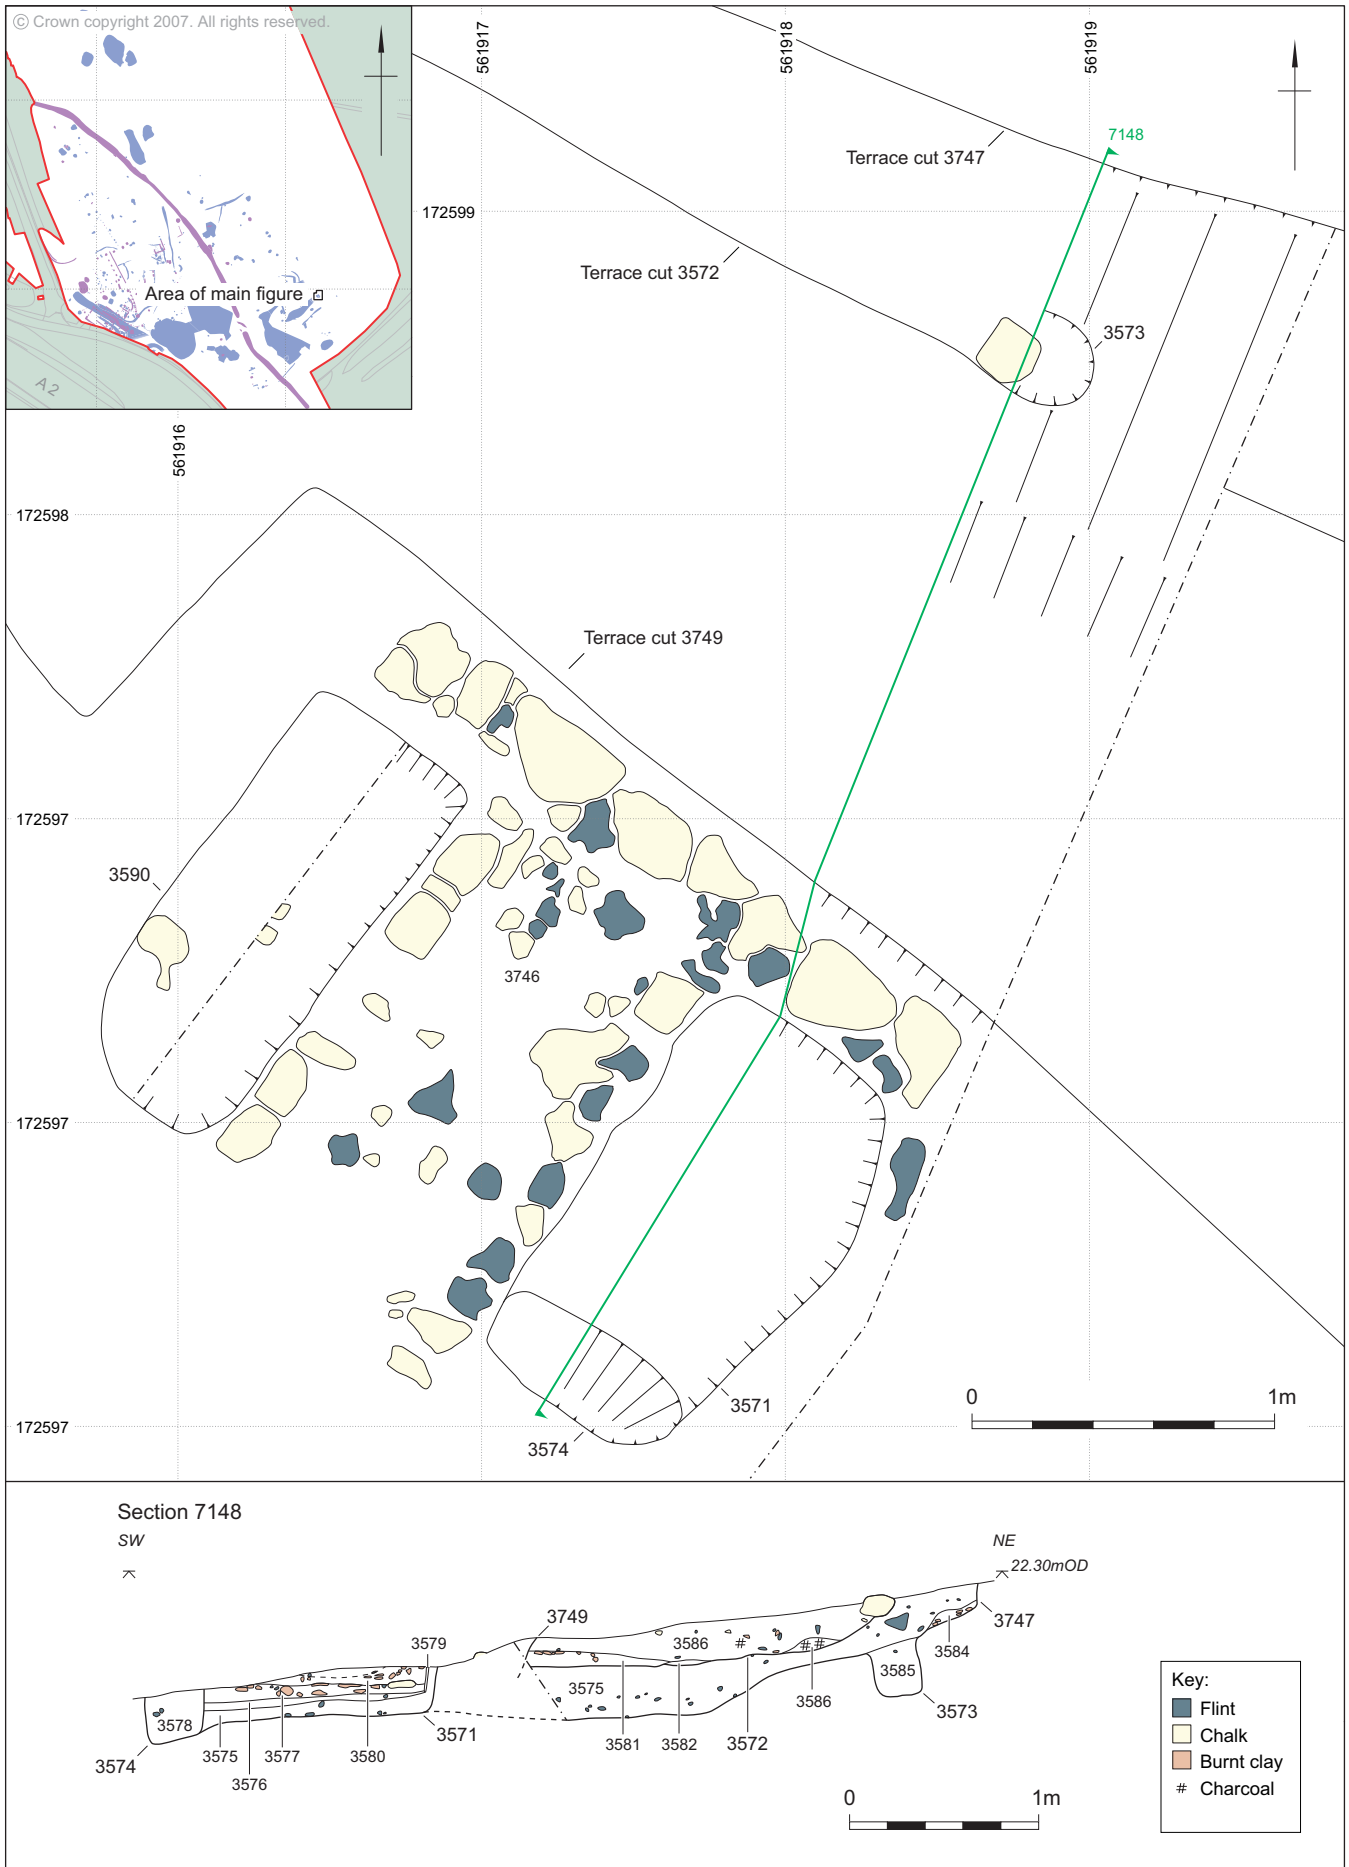 © Crown copyright 2007. All rights reserved.
A2
Area of main figure
561917
561918
561919
7148
Terrace cut 3747
172599
Terrace cut 3572
3573
561916
172598
Terrace cut 3749
172597
3590
3746
172597
3571
0 1m
172597
3574
Section 7148
SW
NE
22.30mOD
3749
3747
3579
3586
3584
3575
3585
3578
3573
3571
3586
3574
3575
3577
3580
3581
3582
3572
3576
0 1m
Key:
Flint
Chalk
Burnt clay
# Charcoal